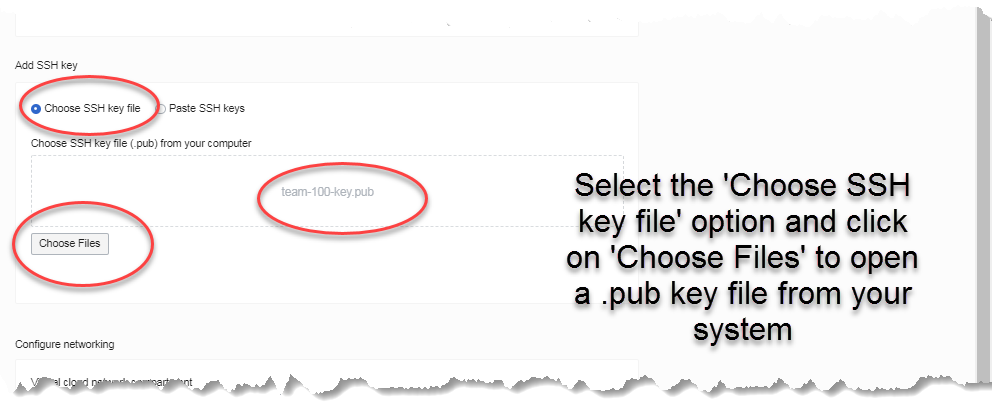 Add SSH key
Choose SSH key file Paste SSH keys
Choose SSH key file (.pub) from your computer
team-100-key.pub
Choose Files
Select the 'Choose SSH
key file' option and click
on 'Choose Files' to open
a .pub key file from your
system
Configure networking
Virtual cloud network compartment